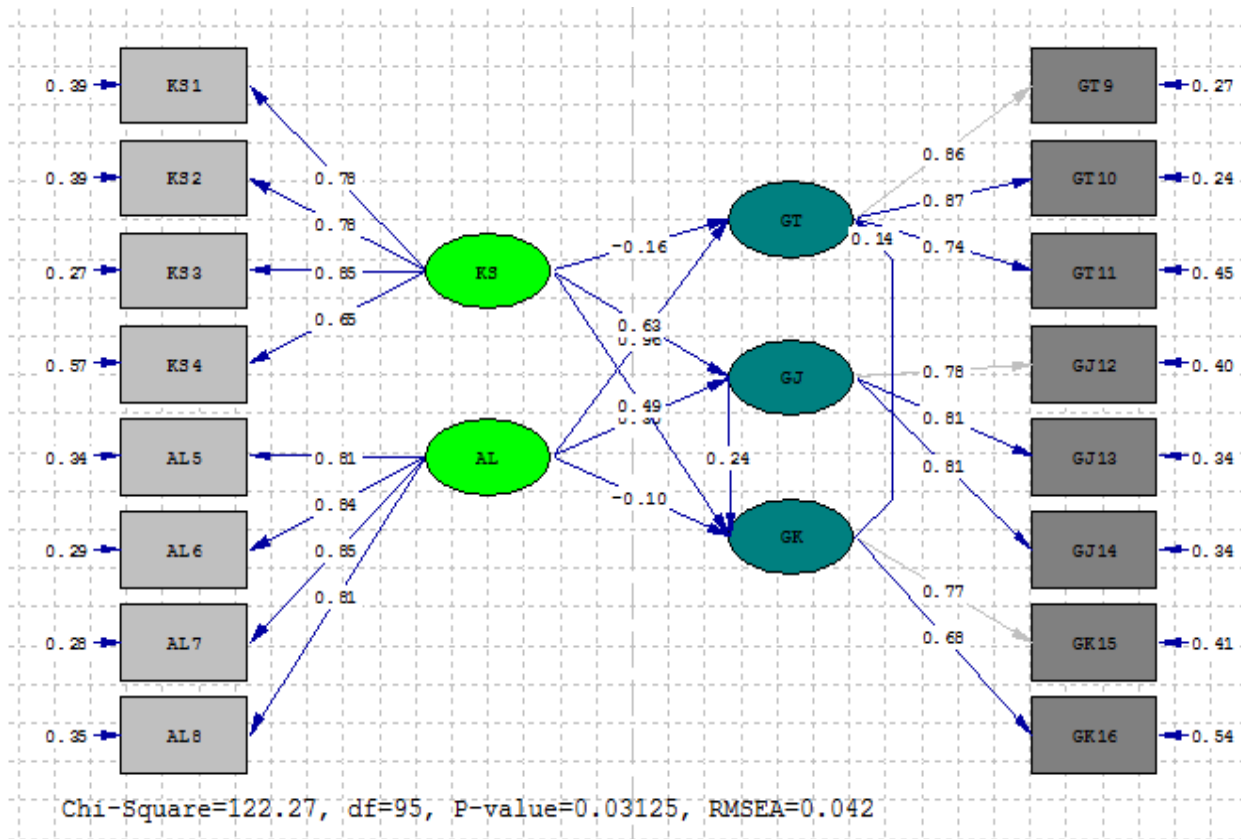 0.39 KS1
0.39 KS2
0.27 KS3
0.57 KS4
0.34 AL5
0.29 AL6
0.28 AL7
0.35 AL8
0.78
0.78
0.85
0.65
0.81
0.84
0.85
0.81
KS
AL
-0.16
0.63
0.96
0.49
-0.10
0.24
GT
GJ
GK
0.14
0.86
0.87
0.74
0.78
0.81
0.81
0.77
0.68
GT9 0.27
GT10 0.24
GT11 0.45
GJ12 0.40
GJ13 0.34
GJ14 0.34
GK15 0.41
GK16 0.54
Chi-Square=122.27, df=95, P-value=0.03125, RMSEA=0.042